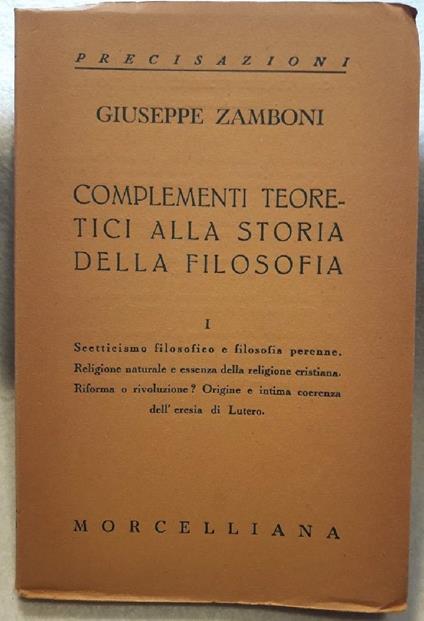 PRECISAZIONI
GIUSEPPE ZAMBONI
COMPLEMENTI TEORE-
TICI ALLA STORIA
DELLA FILOSOFIA
I
Scetticismo filosofico e filosofia perenne.
Religione naturale e essenza della religione cristiana.
Riforma o rivoluzione? Origine e intima coerenza
dell' eresia di Lutero.
MORCELLIANA